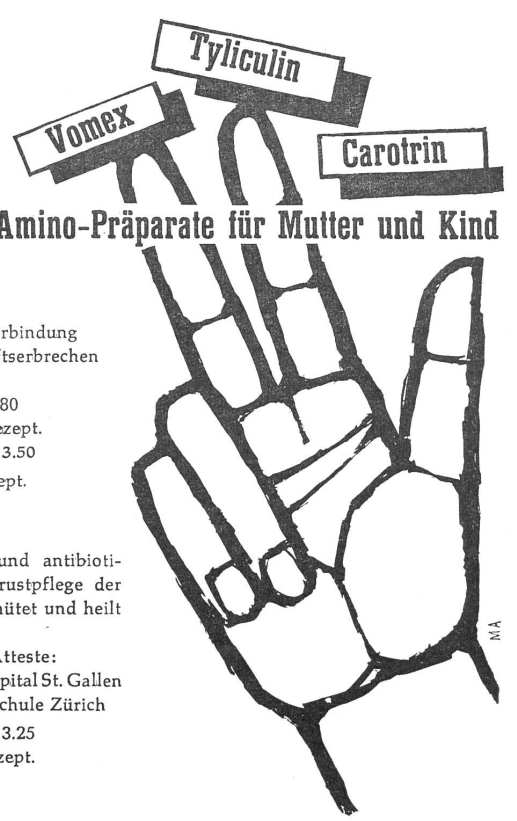 Tyliculin
Vomex
Carotrin
Amino-Präparate für Mutter und Kind
rbindung
ftserbrechen
80
ezept.
3.50
ept.
und antibioti-
rustpflege der
hütet und heilt
Atteste:
pital St. Gallen
chule Zürich
3.25
zept.
MA